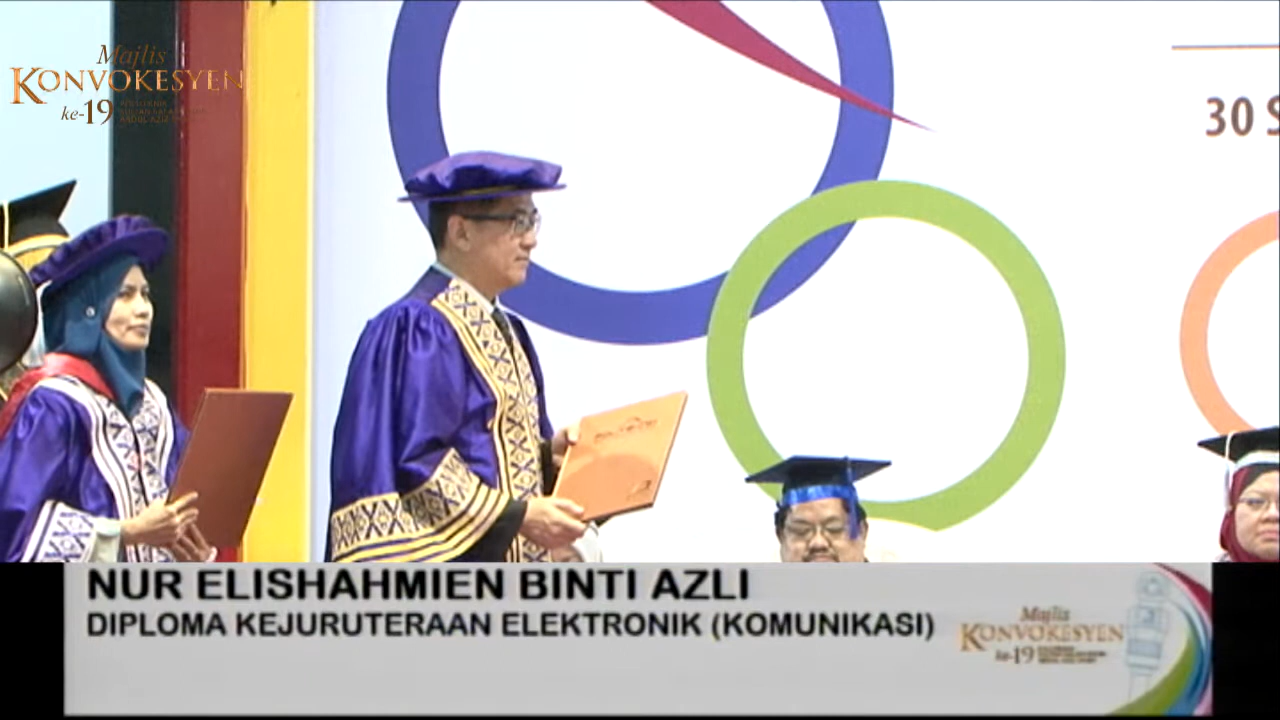 Majlis
KONVOKESYEN
ke-19
30
NUR ELISHAHMIEN BINTI AZLI
DIPLOMA KEJURUTERAAN ELEKTRONIK (KOMUNIKASI)
Majlis
KONVOKESYEN
ke-19